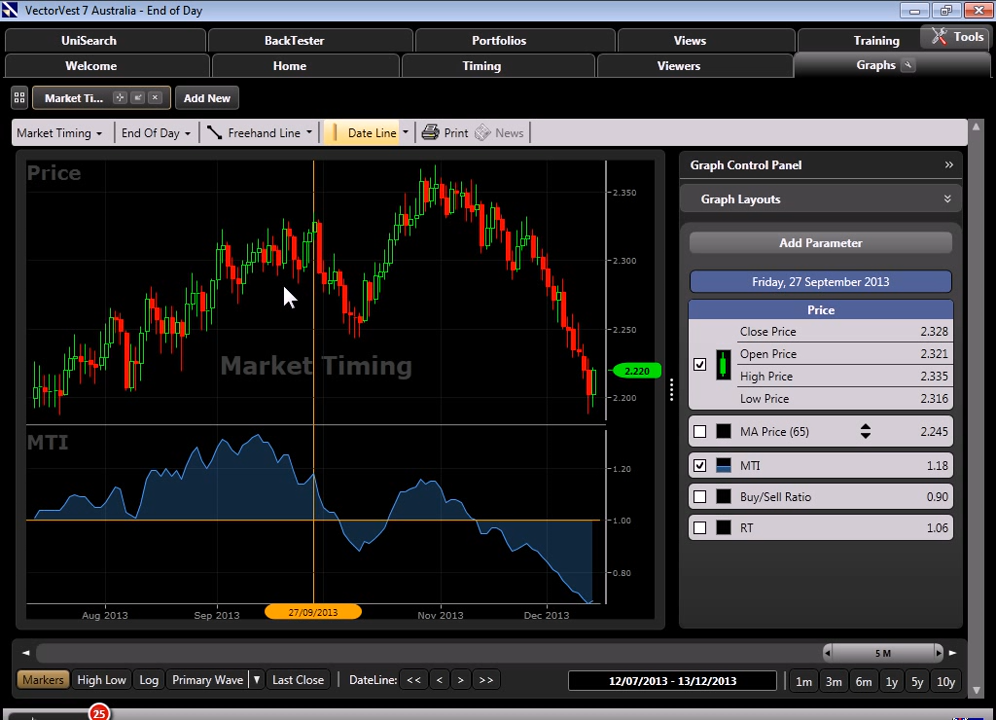 VectorVest 7 Australia - End of Day
UniSearch
BackTester
Portfolios
Views
Training
Tools
Welcome
Home
Timing
Viewers
Graphs
Market Ti...
Add New
Market Timing
End Of Day
Freehand Line
Date Line
Print
News
Price
2.350
2.300
2.250
2.220
2.200
Market Timing
MTI
1.20
1.00
0.80
Aug 2013
Sep 2013
27/09/2013
Nov 2013
Dec 2013
Graph Control Panel
Graph Layouts
Add Parameter
Friday, 27 September 2013
Price
Close Price 2.328
Open Price 2.321
High Price 2.335
Low Price 2.316
MA Price (65) 2.245
MTI 1.18
Buy/Sell Ratio 0.90
RT 1.06
5 M
Markers
High Low
Log
Primary Wave
Last Close
DateLine:
<<
<
>
>>
12/07/2013 - 13/12/2013
1m
3m
6m
1y
5y
10y
25